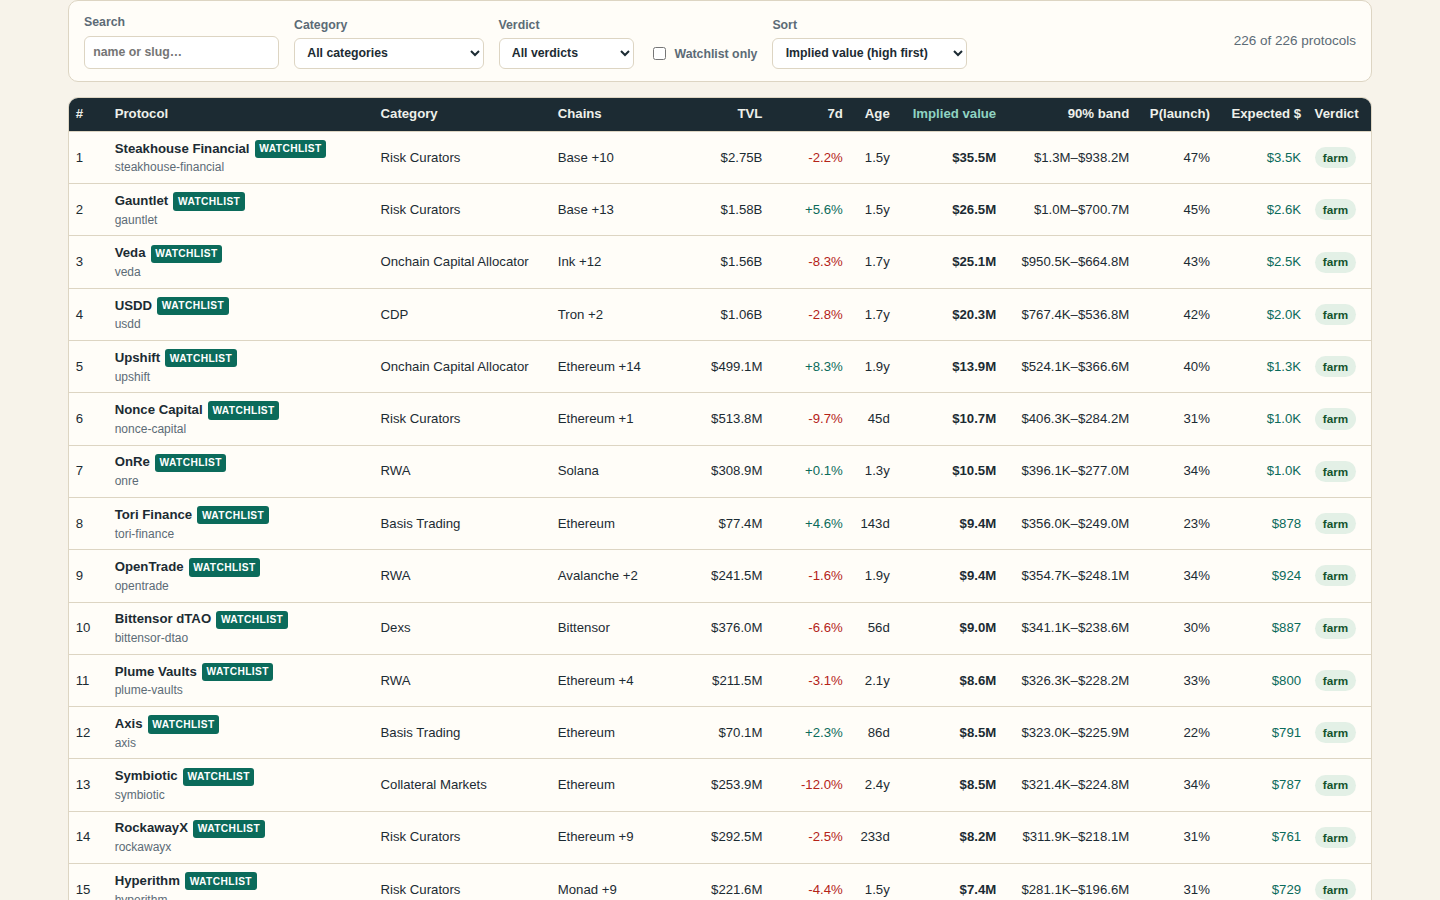 Search
Category
Verdict
Sort
name or slug…
All categories
All verdicts
Watchlist only
Implied value (high first)
226 of 226 protocols
# Protocol Category Chains TVL 7d Age Implied value 90% band P(launch) Expected $ Verdict
1 Steakhouse Financial WATCHLIST Risk Curators Base +10 $2.75B -2.2% 1.5y $35.5M $1.3M–$938.2M 47% $3.5K farm
steakhouse-financial
2 Gauntlet WATCHLIST Risk Curators Base +13 $1.58B +5.6% 1.5y $26.5M $1.0M–$700.7M 45% $2.6K farm
gauntlet
3 Veda WATCHLIST Onchain Capital Allocator Ink +12 $1.56B -8.3% 1.7y $25.1M $950.5K–$664.8M 43% $2.5K farm
veda
4 USDD WATCHLIST CDP Tron +2 $1.06B -2.8% 1.7y $20.3M $767.4K–$536.8M 42% $2.0K farm
usdd
5 Upshift WATCHLIST Onchain Capital Allocator Ethereum +14 $499.1M +8.3% 1.9y $13.9M $524.1K–$366.6M 40% $1.3K farm
upshift
6 Nonce Capital WATCHLIST Risk Curators Ethereum +1 $513.8M -9.7% 45d $10.7M $406.3K–$284.2M 31% $1.0K farm
nonce-capital
7 OnRe WATCHLIST RWA Solana $308.9M +0.1% 1.3y $10.5M $396.1K–$277.0M 34% $1.0K farm
onre
8 Tori Finance WATCHLIST Basis Trading Ethereum $77.4M +4.6% 143d $9.4M $356.0K–$249.0M 23% $878 farm
tori-finance
9 OpenTrade WATCHLIST RWA Avalanche +2 $241.5M -1.6% 1.9y $9.4M $354.7K–$248.1M 34% $924 farm
opentrade
10 Bittensor dTAO WATCHLIST Dexs Bittensor $376.0M -6.6% 56d $9.0M $341.1K–$238.6M 30% $887 farm
bittensor-dtao
11 Plume Vaults WATCHLIST RWA Ethereum +4 $211.5M -3.1% 2.1y $8.6M $326.3K–$228.2M 33% $800 farm
plume-vaults
12 Axis WATCHLIST Basis Trading Ethereum $70.1M +2.3% 86d $8.5M $323.0K–$225.9M 22% $791 farm
axis
13 Symbiotic WATCHLIST Collateral Markets Ethereum $253.9M -12.0% 2.4y $8.5M $321.4K–$224.8M 34% $787 farm
symbiotic
14 RockawayX WATCHLIST Risk Curators Ethereum +9 $292.5M -2.5% 233d $8.2M $311.9K–$218.1M 31% $761 farm
rockawayx
15 Hyperithm WATCHLIST Risk Curators Monad +9 $221.6M -4.4% 1.5y $7.4M $281.1K–$196.6M 31% $729 farm
hyperithm